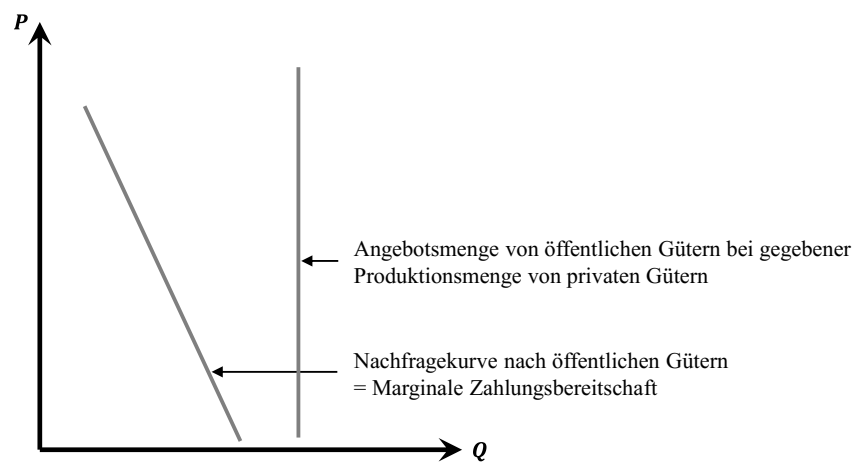 P
Angebotsmenge von öffentlichen Gütern bei gegebener
Produktionsmenge von privaten Gütern
Nachfragekurve nach öffentlichen Gütern
= Marginale Zahlungsbereitschaft
Q